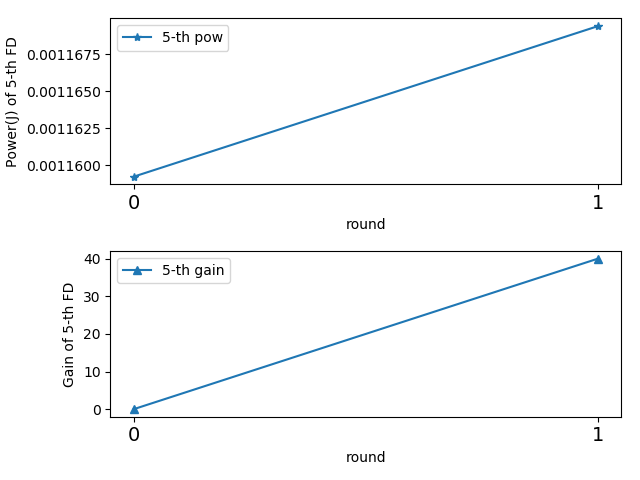 5-th pow
Power(J) of 5-th FD
0.0011675
0.0011650
0.0011625
0.0011600
0 1
round
5-th gain
Gain of 5-th FD
40
30
20
10
0
0 1
round